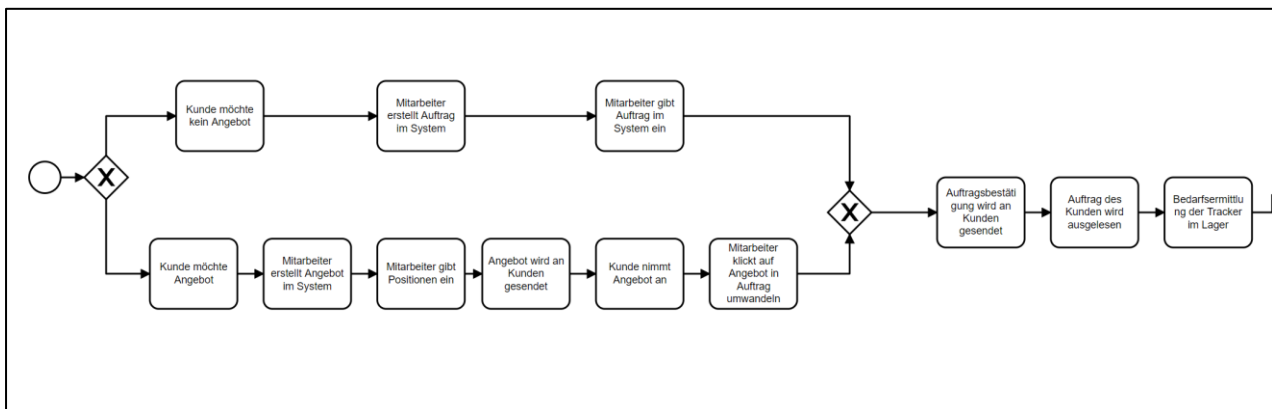 Kunde möchte
kein Angebot
Mitarbeiter
erstellt Auftrag
im System
Mitarbeiter gibt
Auftrag im
System ein
X
X
Auftragsbestäti
gung wird an
Kunden
gesendet
Auftrag des
Kunden wird
ausgelesen
Bedarfsermittlu
ng der Tracker
im Lager
Kunde möchte
Angebot
Mitarbeiter
erstellt Angebot
im System
Mitarbeiter gibt
Positionen ein
Angebot wird an
Kunden
gesendet
Kunde nimmt
Angebot an
Mitarbeiter
klickt auf
Angebot in
Auftrag
umwandeln